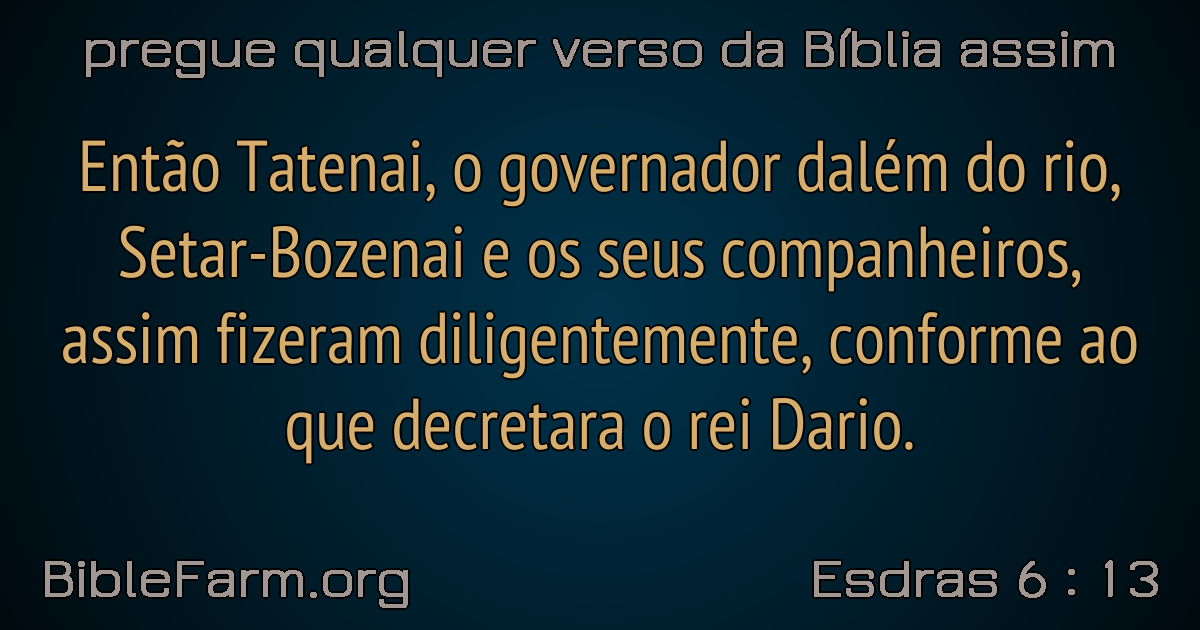 pregue qualquer verso da Bíblia assim
Então Tatenai, o governador dalém do rio,
Setar-Bozenai e os seus companheiros,
assim fizeram diligentemente, conforme ao
que decretara o rei Dario.
BibleFarm.org
Esdras 6 : 13